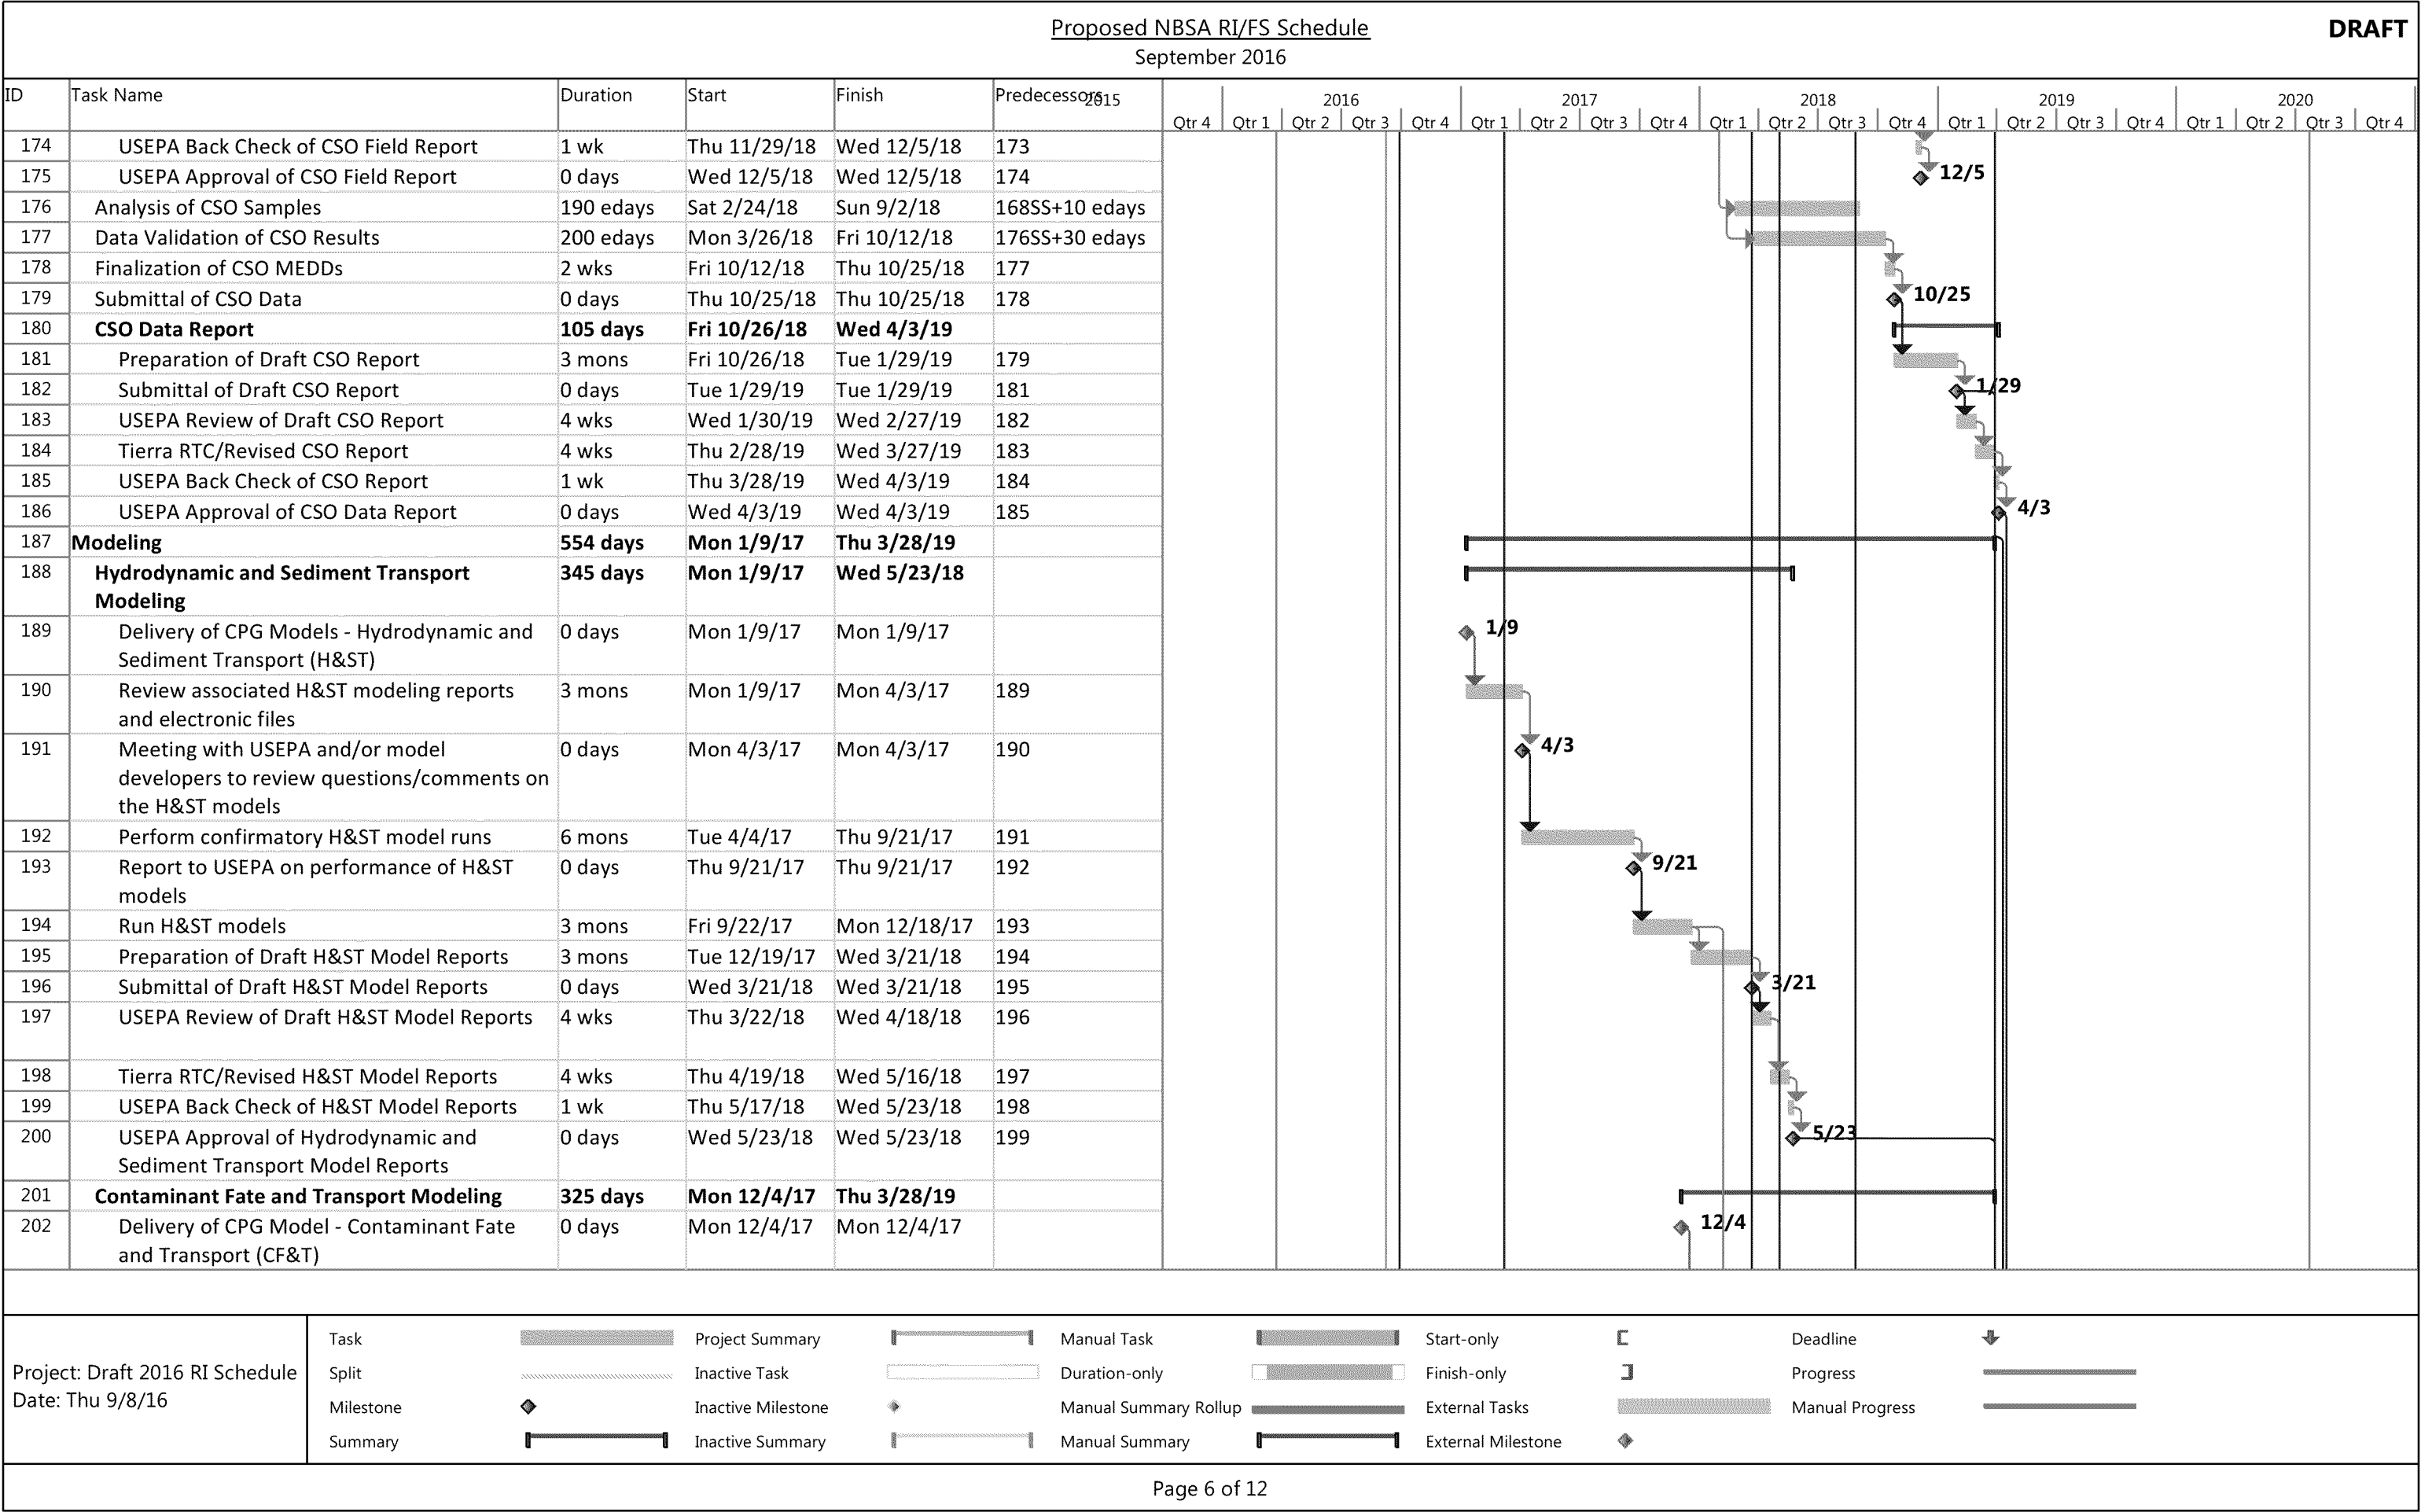 Proposed NBSA RI/FS Schedule
September 2016
DRAFT
ID Task Name Duration Start Finish Predecessors
2015 2016 2017 2018 2019 2020
Qtr 4 Qtr 1 Qtr 2 Qtr 3 Qtr 4 Qtr 1 Qtr 2 Qtr 3 Qtr 4 Qtr 1 Qtr 2 Qtr 3 Qtr 4 Qtr 1 Qtr 2 Qtr 3 Qtr 4 Qtr 1 Qtr 2 Qtr 3 Qtr 4
174 USEPA Back Check of CSO Field Report 1 wk Thu 11/29/18 Wed 12/5/18 173
175 USEPA Approval of CSO Field Report 0 days Wed 12/5/18 Wed 12/5/18 174 12/5
176 Analysis of CSO Samples 190 edays Sat 2/24/18 Sun 9/2/18 168SS+10 edays
177 Data Validation of CSO Results 200 edays Mon 3/26/18 Fri 10/12/18 176SS+30 edays
178 Finalization of CSO MEDDs 2 wks Fri 10/12/18 Thu 10/25/18 177
179 Submittal of CSO Data 0 days Thu 10/25/18 Thu 10/25/18 178 10/25
180 CSO Data Report 105 days Fri 10/26/18 Wed 4/3/19
181 Preparation of Draft CSO Report 3 mons Fri 10/26/18 Tue 1/29/19 179
182 Submittal of Draft CSO Report 0 days Tue 1/29/19 Tue 1/29/19 181 1/29
183 USEPA Review of Draft CSO Report 4 wks Wed 1/30/19 Wed 2/27/19 182
184 Tierra RTC/Revised CSO Report 4 wks Thu 2/28/19 Wed 3/27/19 183
185 USEPA Back Check of CSO Report 1 wk Thu 3/28/19 Wed 4/3/19 184
186 USEPA Approval of CSO Data Report 0 days Wed 4/3/19 Wed 4/3/19 185 4/3
187 Modeling 554 days Mon 1/9/17 Thu 3/28/19
188 Hydrodynamic and Sediment Transport 345 days Mon 1/9/17 Wed 5/23/18
Modeling
189 Delivery of CPG Models - Hydrodynamic and 0 days Mon 1/9/17 Mon 1/9/17 1/9
Sediment Transport (H&ST)
190 Review associated H&ST modeling reports 3 mons Mon 1/9/17 Mon 4/3/17 189
and electronic files
191 Meeting with USEPA and/or model 0 days Mon 4/3/17 Mon 4/3/17 190 4/3
developers to review questions/comments on
the H&ST models
192 Perform confirmatory H&ST model runs 6 mons Tue 4/4/17 Thu 9/21/17 191
193 Report to USEPA on performance of H&ST 0 days Thu 9/21/17 Thu 9/21/17 192 9/21
models
194 Run H&ST models 3 mons Fri 9/22/17 Mon 12/18/17 193
195 Preparation of Draft H&ST Model Reports 3 mons Tue 12/19/17 Wed 3/21/18 194
196 Submittal of Draft H&ST Model Reports 0 days Wed 3/21/18 Wed 3/21/18 195 3/21
197 USEPA Review of Draft H&ST Model Reports 4 wks Thu 3/22/18 Wed 4/18/18 196
198 Tierra RTC/Revised H&ST Model Reports 4 wks Thu 4/19/18 Wed 5/16/18 197
199 USEPA Back Check of H&ST Model Reports 1 wk Thu 5/17/18 Wed 5/23/18 198
200 USEPA Approval of Hydrodynamic and 0 days Wed 5/23/18 Wed 5/23/18 199 5/23
Sediment Transport Model Reports
201 Contaminant Fate and Transport Modeling 325 days Mon 12/4/17 Thu 3/28/19
202 Delivery of CPG Model - Contaminant Fate 0 days Mon 12/4/17 Mon 12/4/17 12/4
and Transport (CF&T)
Project: Draft 2016 RI Schedule
Date: Thu 9/8/16
Task Project Summary Manual Task Start-only Deadline
Split Inactive Task Duration-only Finish-only Progress
Milestone Inactive Milestone Manual Summary Rollup External Tasks Manual Progress
Summary Inactive Summary Manual Summary External Milestone
Page 6 of 12